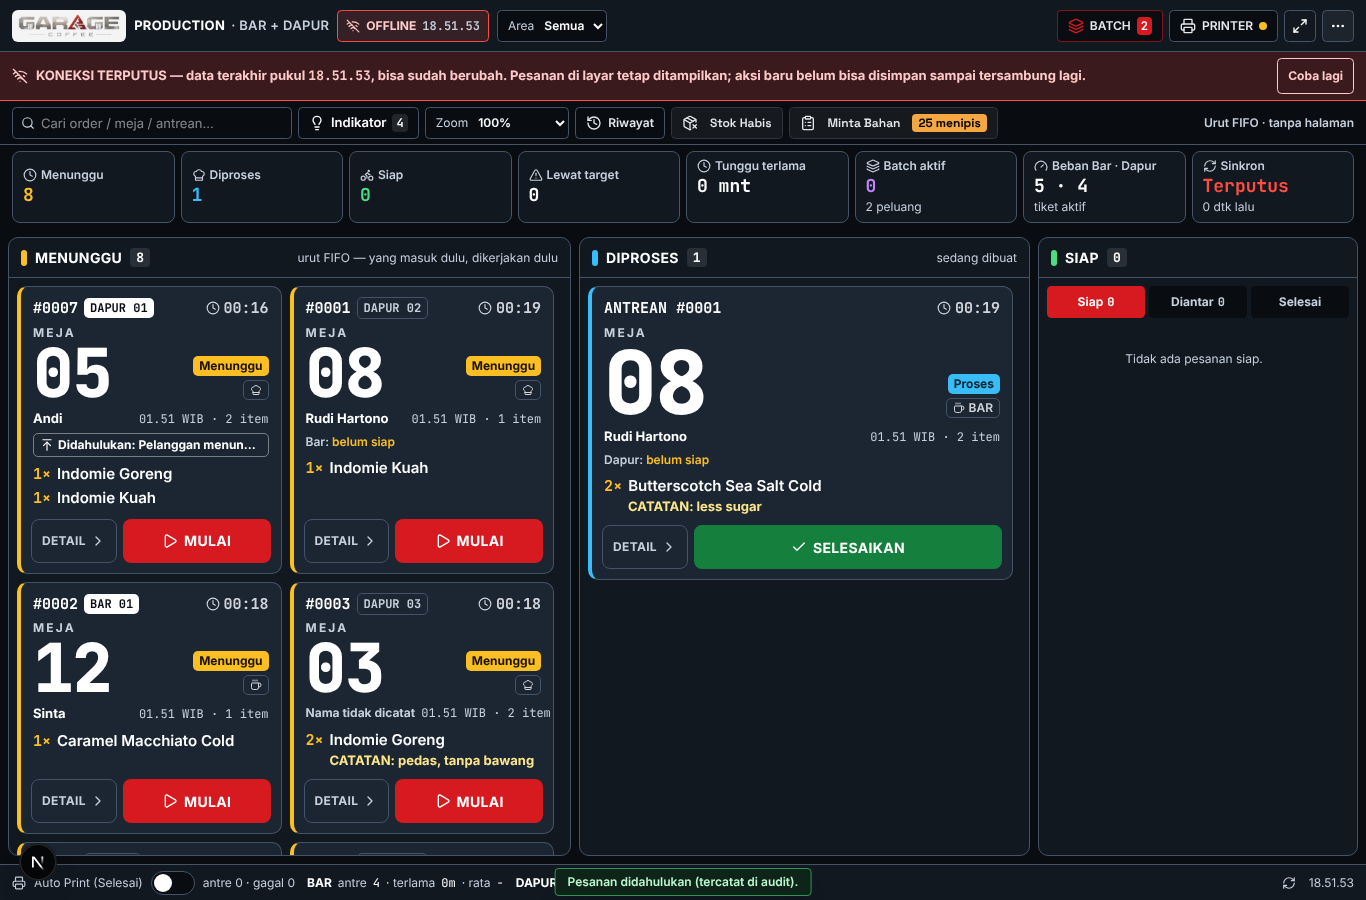 GARAGE
COFFEE
PRODUCTION · BAR + DAPUR
OFFLINE 18.51.53
Area Semua
BATCH 2
PRINTER
KONEKSI TERPUTUS — data terakhir pukul 18.51.53, bisa sudah berubah. Pesanan di layar tetap ditampilkan; aksi baru belum bisa disimpan sampai tersambung lagi.
Coba lagi
Cari order / meja / antrean...
Indikator 4
Zoom 100%
Riwayat
Stok Habis
Minta Bahan 25 menipis
Urut FIFO · tanpa halaman
Menunggu
8
Diproses
1
Siap
0
Lewat target
0
Tunggu terlama
0 mnt
Batch aktif
0
2 peluang
Beban Bar · Dapur
5 · 4
tiket aktif
Sinkron
Terputus
0 dtk lalu
MENUNGGU 8
urut FIFO — yang masuk dulu, dikerjakan dulu
#0007 DAPUR 01 00:16
MEJA
05
Menunggu
Andi 01.51 WIB · 2 item
Didahulukan: Pelanggan menun...
1× Indomie Goreng
1× Indomie Kuah
DETAIL
MULAI
#0001 DAPUR 02 00:19
MEJA
08
Menunggu
Rudi Hartono 01.51 WIB · 1 item
Bar: belum siap
1× Indomie Kuah
DETAIL
MULAI
#0002 BAR 01 00:18
MEJA
12
Menunggu
Sinta 01.51 WIB · 1 item
1× Caramel Macchiato Cold
DETAIL
MULAI
#0003 DAPUR 03 00:18
MEJA
03
Menunggu
Nama tidak dicatat 01.51 WIB · 2 item
2× Indomie Goreng
CATATAN: pedas, tanpa bawang
DETAIL
MULAI
DIPROSES 1
sedang dibuat
ANTREAN #0001 00:19
MEJA
08
Proses
BAR
Rudi Hartono 01.51 WIB · 2 item
Dapur: belum siap
2× Butterscotch Sea Salt Cold
CATATAN: less sugar
DETAIL
SELESAIKAN
SIAP 0
Siap 0
Diantar 0
Selesai
Tidak ada pesanan siap.
N
Auto Print (Selesai)
antre 0 · gagal 0
BAR antre 4 · terlama 0m · rata -
DAPUR
Pesanan didahulukan (tercatat di audit).
18.51.53